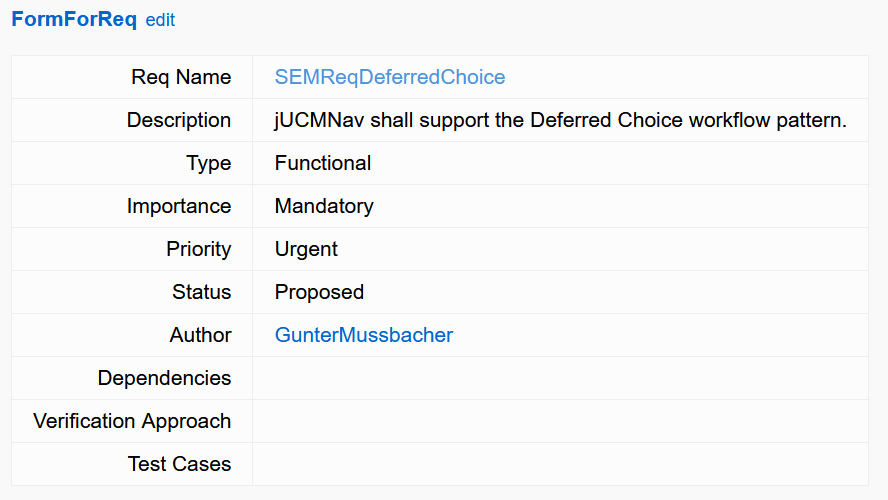 FormForReq edit
Req Name SEMReqDeferredChoice
Description jUCMNav shall support the Deferred Choice workflow pattern.
Type Functional
Importance Mandatory
Priority Urgent
Status Proposed
Author GunterMussbacher
Dependencies
Verification Approach
Test Cases